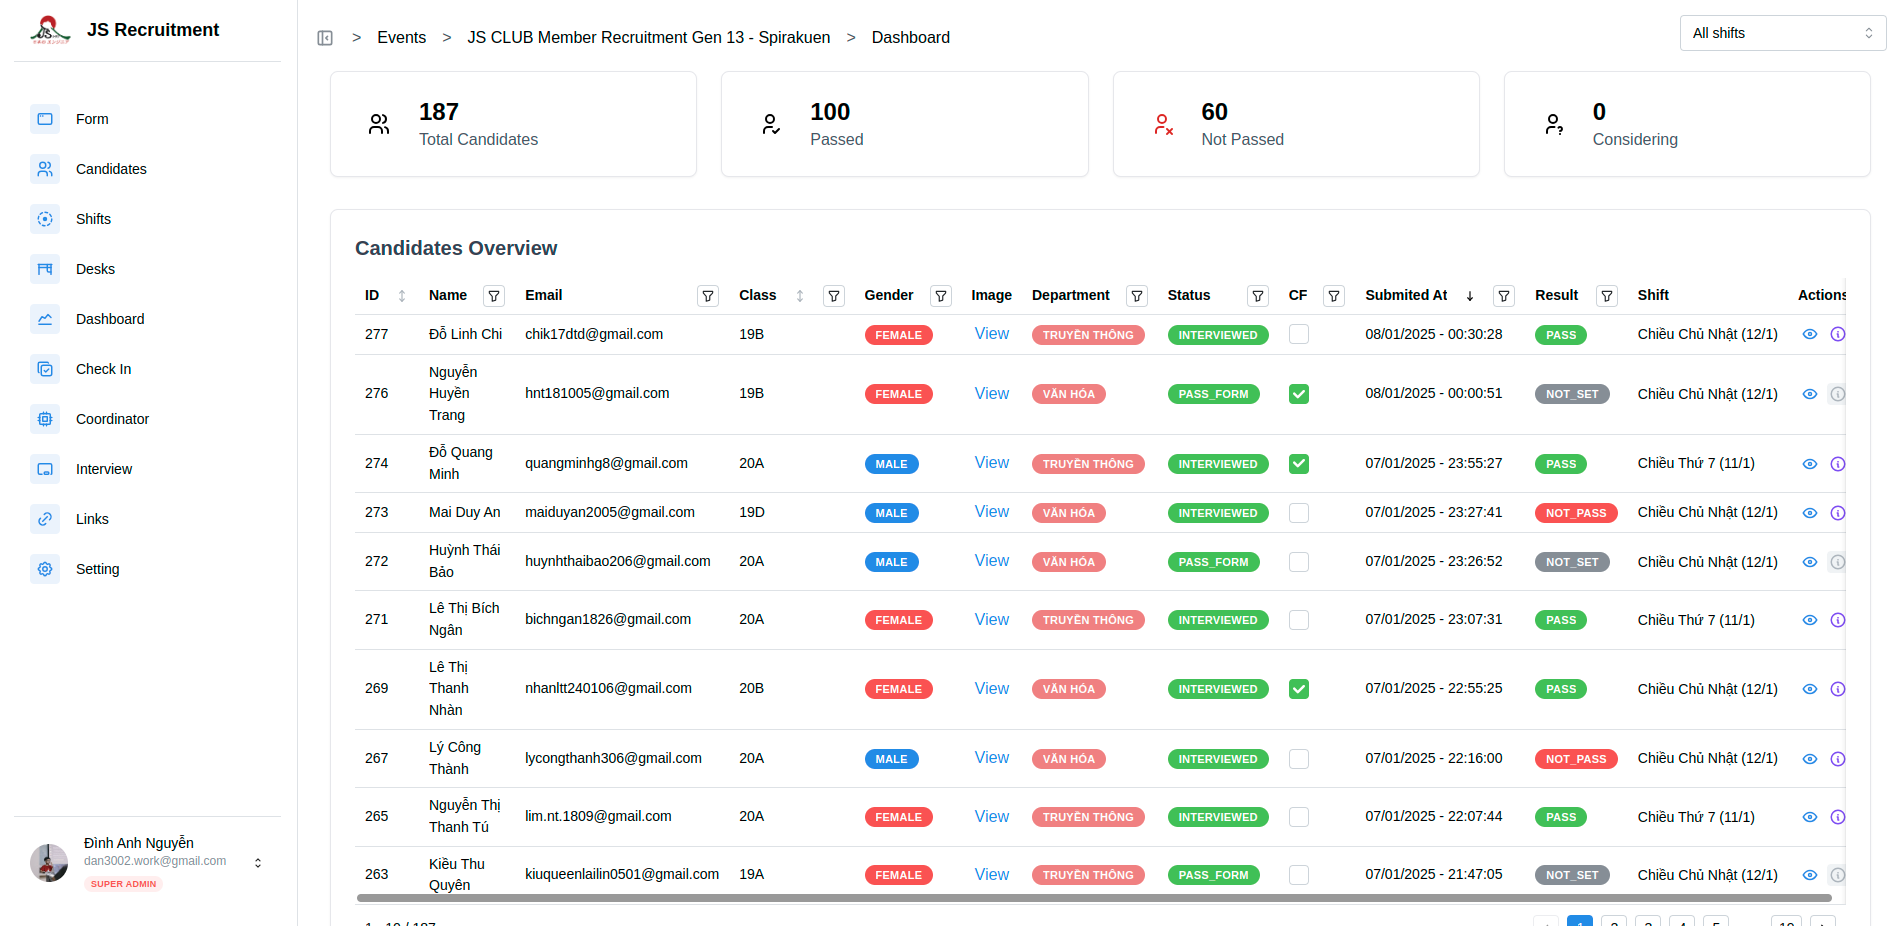 JS Recruitment
> Events > JS CLUB Member Recruitment Gen 13 - Spirakuen > Dashboard
All shifts
Form
Candidates
Shifts
Desks
Dashboard
Check In
Coordinator
Interview
Links
Setting
Đình Anh Nguyễn
dan3002.work@gmail.com
SUPER ADMIN
187
Total Candidates
100
Passed
60
Not Passed
0
Considering
Candidates Overview
ID Name Email Class Gender Image Department Status CF Submited At Result Shift Actions
277 Đỗ Linh Chi chik17dtd@gmail.com 19B FEMALE View TRUYỀN THÔNG INTERVIEWED 08/01/2025 - 00:30:28 PASS Chiều Chủ Nhật (12/1)
Nguyễn
276 Huyền hnt181005@gmail.com 19B FEMALE View VĂN HÓA PASS_FORM 08/01/2025 - 00:00:51 NOT_SET Chiều Chủ Nhật (12/1)
Trang
Đỗ Quang
274 quangminhg8@gmail.com 20A MALE View TRUYỀN THÔNG INTERVIEWED 07/01/2025 - 23:55:27 PASS Chiều Thứ 7 (11/1)
Minh
273 Mai Duy An maiduyan2005@gmail.com 19D MALE View VĂN HÓA INTERVIEWED 07/01/2025 - 23:27:41 NOT_PASS Chiều Chủ Nhật (12/1)
Huỳnh Thái
272 huynhthaibao206@gmail.com 20A MALE View VĂN HÓA PASS_FORM 07/01/2025 - 23:26:52 NOT_SET Chiều Chủ Nhật (12/1)
Bảo
Lê Thị Bích
271 bichngan1826@gmail.com 20A FEMALE View TRUYỀN THÔNG INTERVIEWED 07/01/2025 - 23:07:31 PASS Chiều Thứ 7 (11/1)
Ngân
Lê Thị
269 Thanh nhanltt240106@gmail.com 20B FEMALE View VĂN HÓA INTERVIEWED 07/01/2025 - 22:55:25 PASS Chiều Chủ Nhật (12/1)
Nhàn
Lý Công
267 lycongthanh306@gmail.com 20A MALE View VĂN HÓA INTERVIEWED 07/01/2025 - 22:16:00 NOT_PASS Chiều Chủ Nhật (12/1)
Thành
Nguyễn Thị
265 lim.nt.1809@gmail.com 20A FEMALE View TRUYỀN THÔNG INTERVIEWED 07/01/2025 - 22:07:44 PASS Chiều Thứ 7 (11/1)
Thanh Tú
Kiều Thu
263 kiuqueenlailin0501@gmail.com 19A FEMALE View TRUYỀN THÔNG PASS_FORM 07/01/2025 - 21:47:05 NOT_SET Chiều Chủ Nhật (12/1)
Quyên